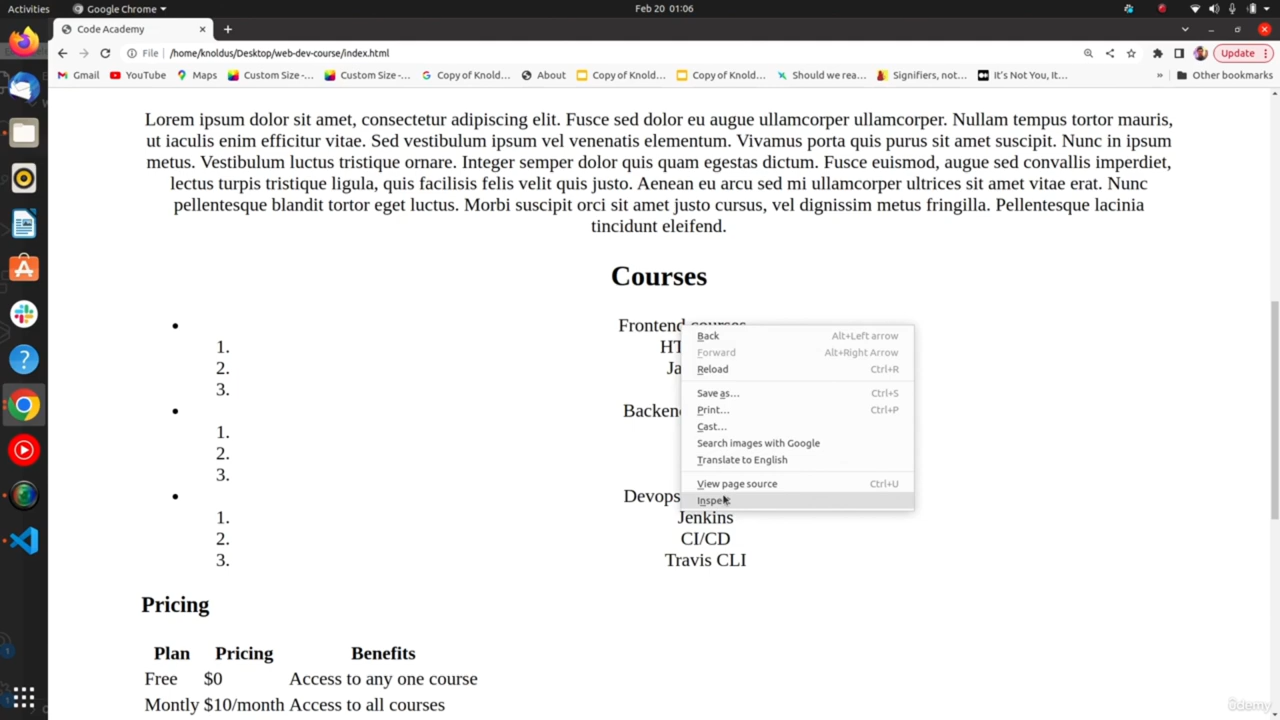 Activities
Google Chrome
Feb 20 01:06
Code Academy
File
/home/knoldus/Desktop/web-dev-course/index.html
Update
Gmail
YouTube
Maps
Custom Size -...
Custom Size -...
Copy of Knol...
About
Copy of Knol...
Copy of Knol...
Should we rea...
Signifiers, not...
It's Not You, It...
»
Other bookmarks
Lorem ipsum dolor sit amet, consectetur adipiscing elit. Fusce sed dolor eu augue ullamcorper ullamcorper. Nullam tempus tortor mauris,
ut iaculis enim efficitur vitae. Sed vestibulum ipsum vel venenatis elementum. Vivamus porta quis purus sit amet suscipit. Nunc in ipsum
metus. Vestibulum luctus tristique ornare. Integer semper dolor quis quam egestas dictum. Fusce euismod, augue sed convallis imperdiet,
lectus turpis tristique ligula, quis facilisis felis velit quis justo. Aenean eu arcu sed mi ullamcorper ultrices sit amet vitae erat. Nunc
pellentesque blandit tortor eget luctus. Morbi suscipit orci sit amet justo cursus, vel dignissim metus fringilla. Pellentesque lacinia
tincidunt eleifend.
Courses
• Frontend courses
1. HT
2. Ja
3.
• Backen
1.
2.
3.
• Devops
1. Jenkins
2. CI/CD
3. Travis CLI
Back Alt+Left arrow
Forward Alt+Right Arrow
Reload Ctrl+R
Save as... Ctrl+S
Print... Ctrl+P
Cast...
Search images with Google
Translate to English
View page source Ctrl+U
Inspect
Pricing
Plan Pricing Benefits
Free $0 Access to any one course
Montly $10/month Access to all courses
ûdemy